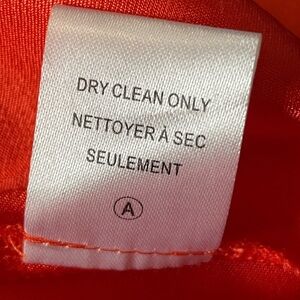 DRY CLEAN ONLY
NETTOYER À SEC
SEULEMENT
A